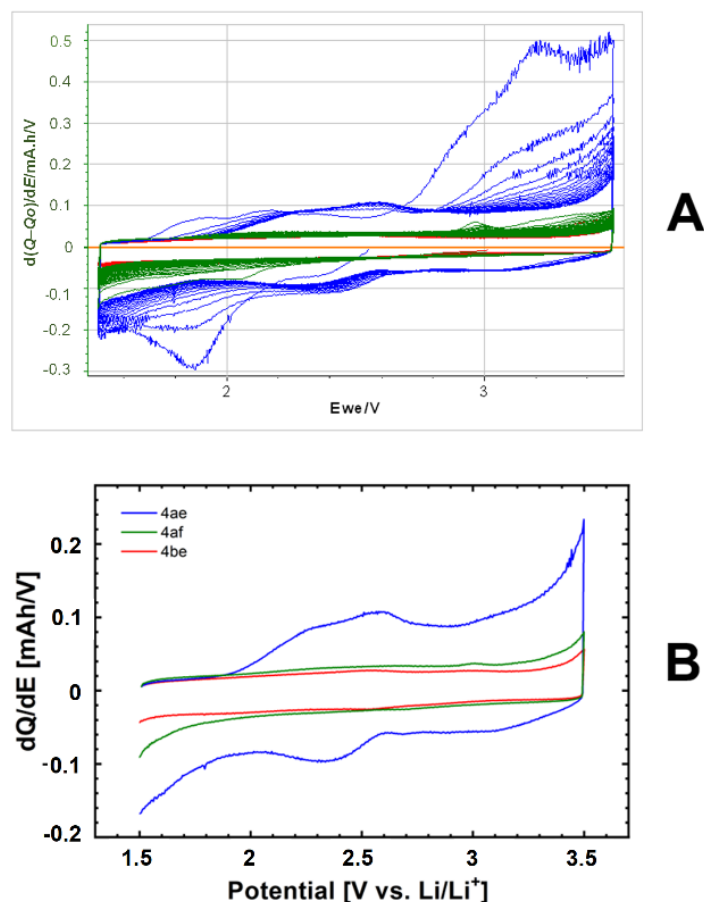 0.5
0.4
0.3
0.2
0.1
0
-0.1
-0.2
-0.3
d(Q–Qo)/dE/mA.h/V
2 3
Ewe/V
A
4ae
4af
4be
0.2
0.1
0
-0.1
-0.2
dQ/dE [mAh/V]
1.5 2 2.5 3 3.5
Potential [V vs. Li/Li⁺]
B